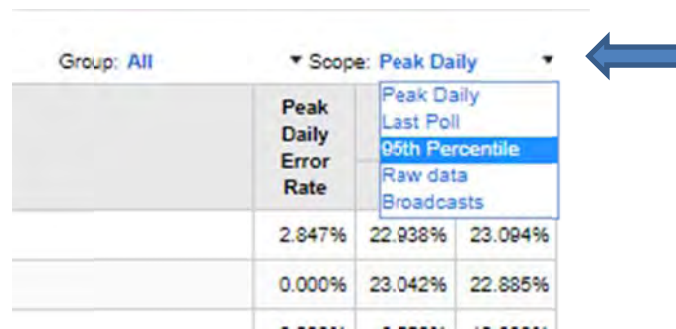 Group: All ▼ Scope: Peak Daily ▼
Peak Daily
Last Poll
95th Percentile
Raw data
Broadcasts
Peak
Daily
Error
Rate
2.847% 22.938% 23.094%
0.000% 23.042% 22.885%